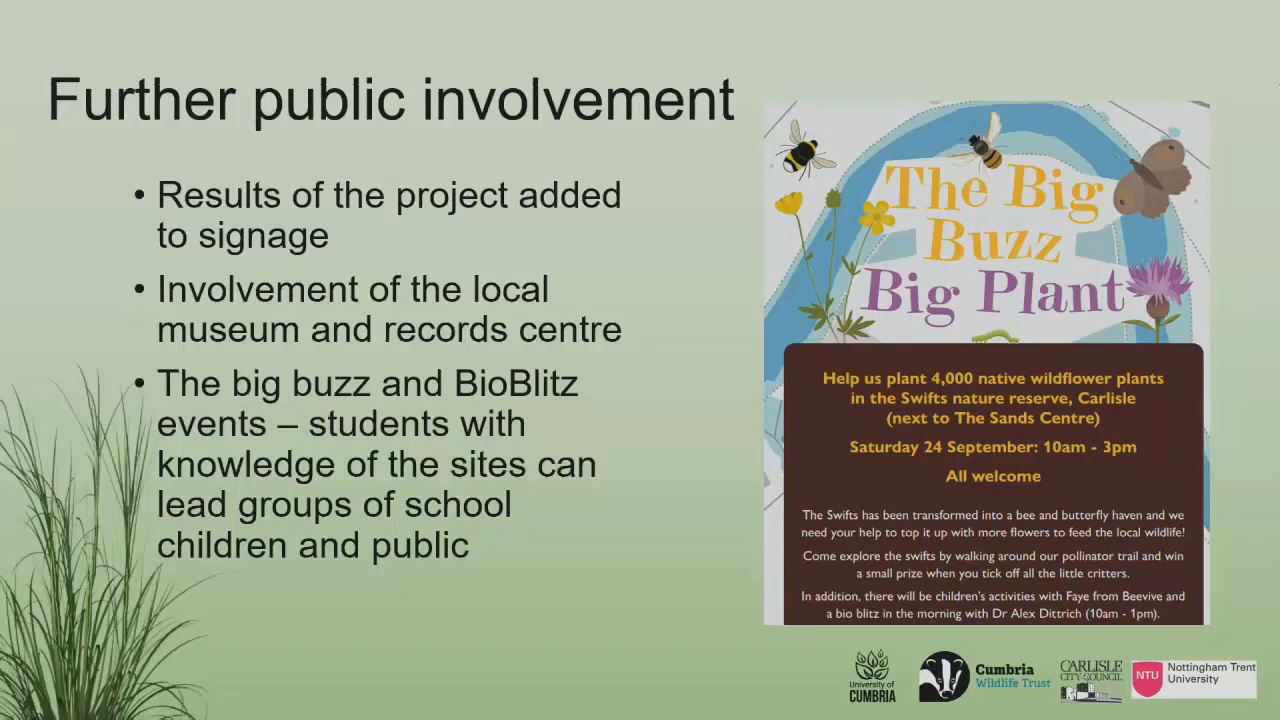 Further public involvement
• Results of the project added
to signage
• Involvement of the local
museum and records centre
• The big buzz and BioBlitz
events – students with
knowledge of the sites can
lead groups of school
children and public
The Big
Buzz
Big Plant
Help us plant 4,000 native wildflower plants
in the Swifts nature reserve, Carlisle
(next to The Sands Centre)
Saturday 24 September: 10am - 3pm
All welcome
The Swifts has been transformed into a bee and butterfly haven and we
need your help to top it up with more flowers to feed the local wildlife!
Come explore the swifts by walking around our pollinator trail and win
a small prize when you tick off all the little critters.
In addition, there will be children's activities with Faye from Beevive and
a bio blitz in the morning with Dr Alex Dittrich (10am - 1pm).
University of
CUMBRIA
Cumbria
Wildlife Trust
CARLISLE
CITY COUNCIL
NTU
Nottingham Trent
University